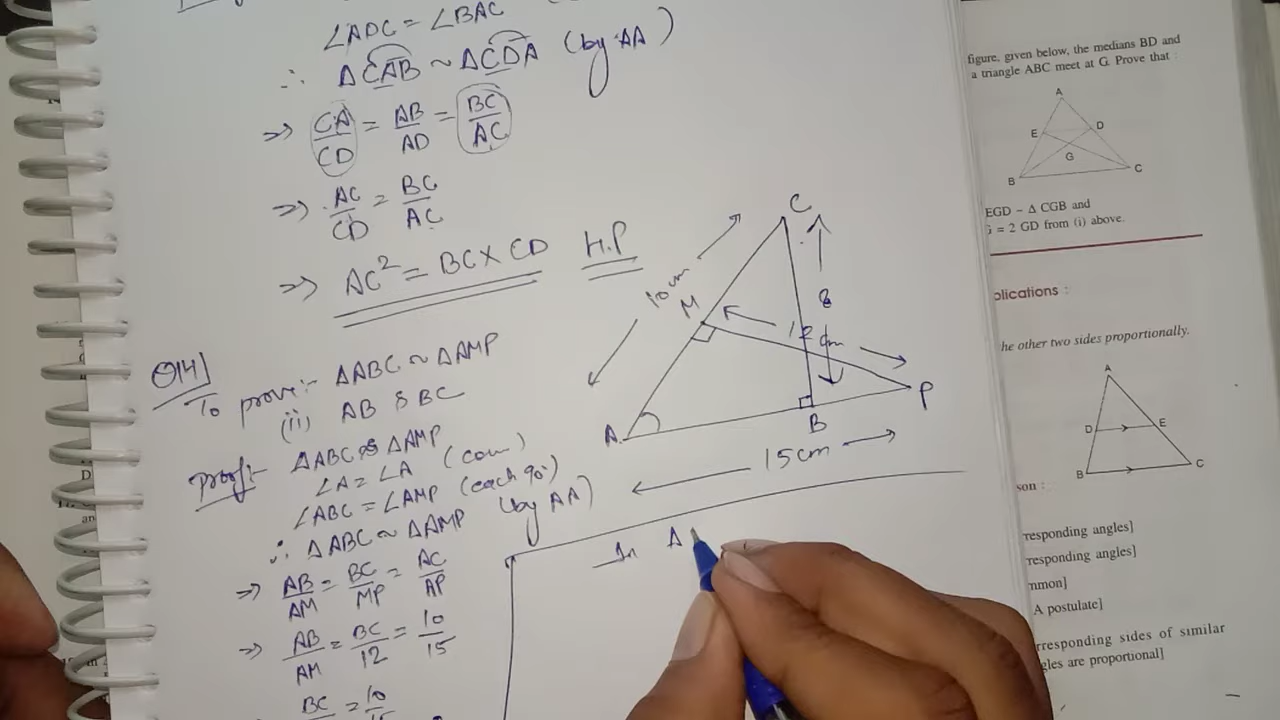 ∠ADC = ∠BAC
∴ ΔCAB ~ ΔCDA (by AA)
=> CA/CD = AB/AD = BC/AC
=> AC/CD = BC/AC
=> AC² = BC × CD H.P
Q14]
To prove:- ΔABC ~ ΔAMP
(ii) AB & BC
Proof:- ΔABC & ΔAMP
∠A = ∠A (com)
∠ABC = ∠AMP (each 90°)
∴ ΔABC ~ ΔAMP (by AA)
=> AB/AM = BC/MP = AC/AP
=> AB/AM = BC/12 = 10/15
BC = 10
C
10 cm
M
8 cm
12
A
B
P
15 cm
In Δ
figure, given below, the medians BD and
a triangle ABC meet at G. Prove that
A
E
D
G
B
C
EGD ~ Δ CGB and
= 2 GD from (i) above.
plications :
he other two sides proportionally.
A
D
E
B
C
son :
rresponding angles]
responding angles]
nmon]
A postulate]
rresponding sides of similar
gles are proportional]